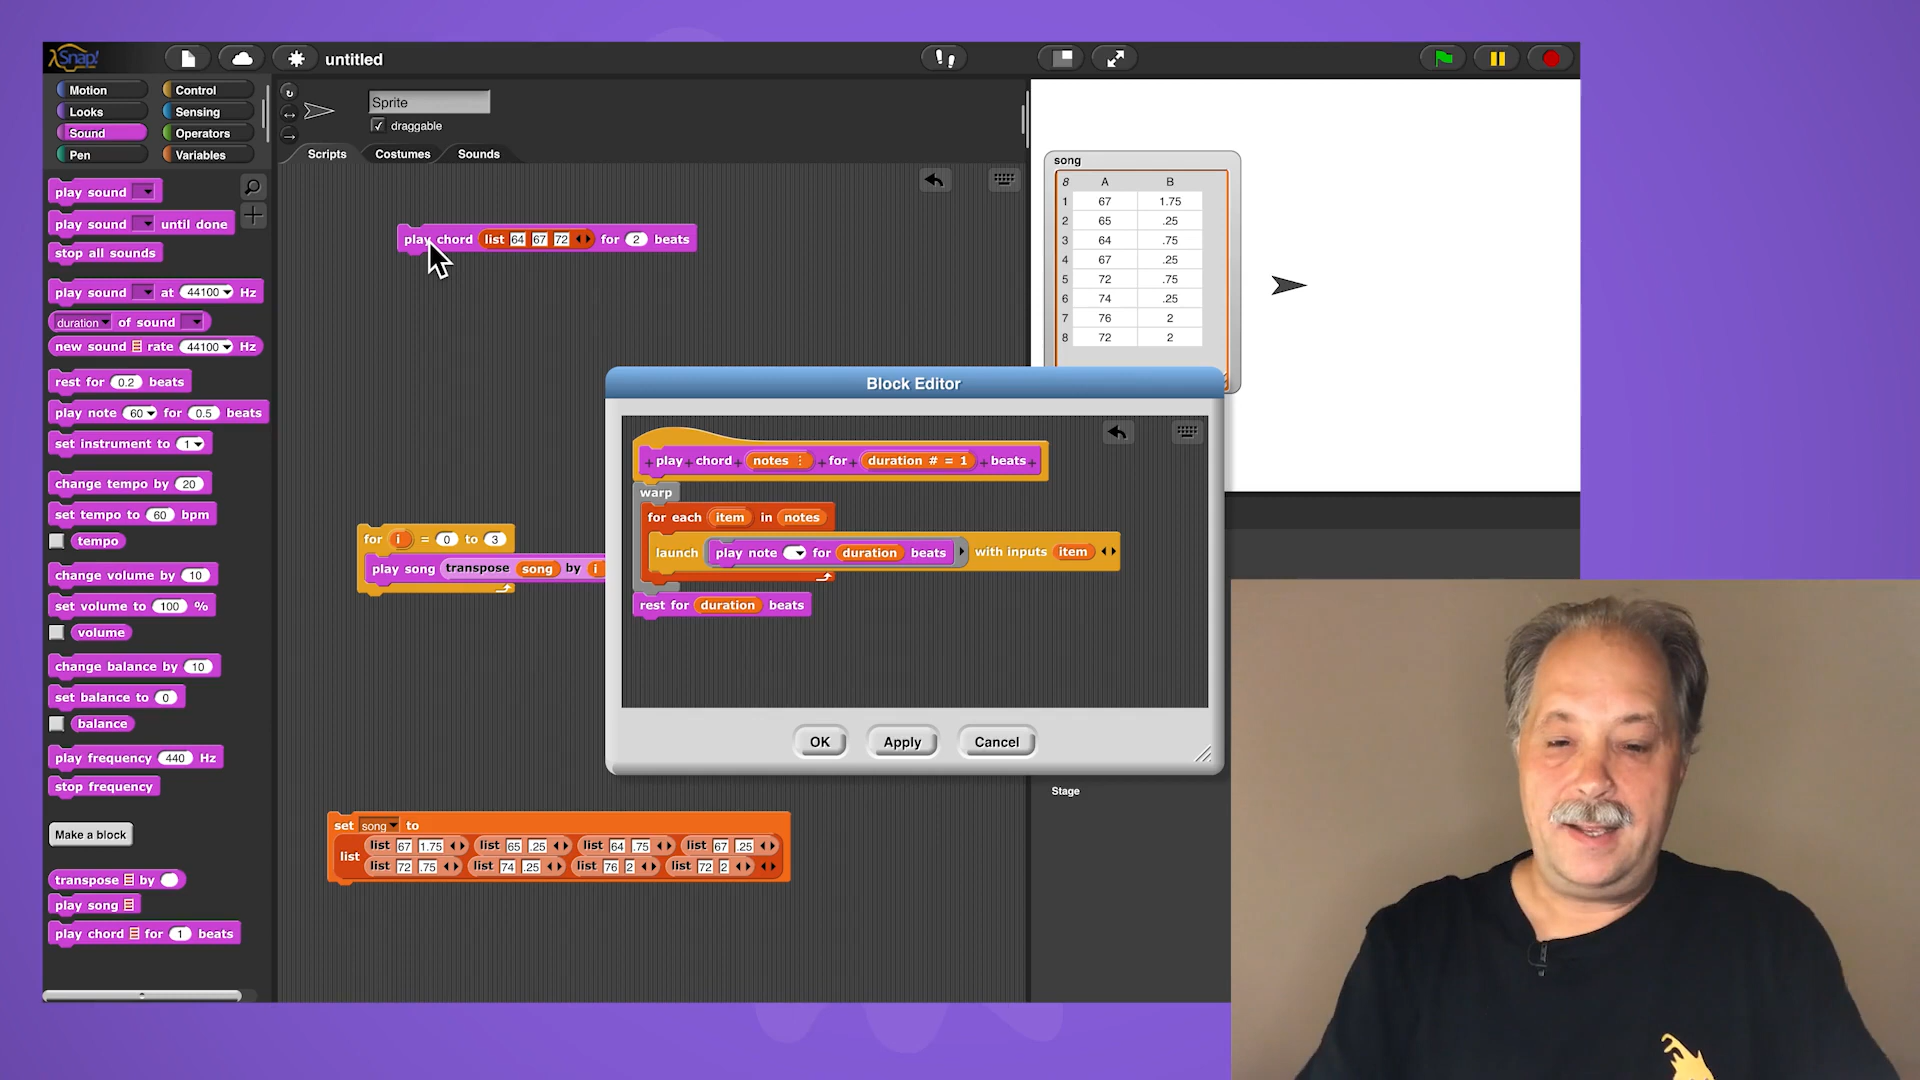 Snap!
untitled
Motion
Control
Looks
Sensing
Sound
Operators
Pen
Variables
Sprite
draggable
Scripts
Costumes
Sounds
play sound
play sound until done
stop all sounds
play sound at 44100 Hz
duration of sound
new sound rate 44100 Hz
rest for 0.2 beats
play note 60 for 0.5 beats
set instrument to 1
change tempo by 20
set tempo to 60 bpm
tempo
change volume by 10
set volume to 100 %
volume
change balance by 10
set balance to 0
balance
play frequency 440 Hz
stop frequency
Make a block
transpose by
play song
play chord for 1 beats
play chord list 64 67 72 for 2 beats
for i = 0 to 3
play song transpose song by i
set song to
list list 67 1.75 list 65 .25 list 64 .75 list 67 .25
list 72 .75 list 74 .25 list 76 2 list 72 2
song
8 A B
1 67 1.75
2 65 .25
3 64 .75
4 67 .25
5 72 .75
6 74 .25
7 76 2
8 72 2
Block Editor
+ play + chord + notes ⋮ + for + duration # = 1 + beats +
warp
for each item in notes
launch play note for duration beats with inputs item
rest for duration beats
OK
Apply
Cancel
Stage